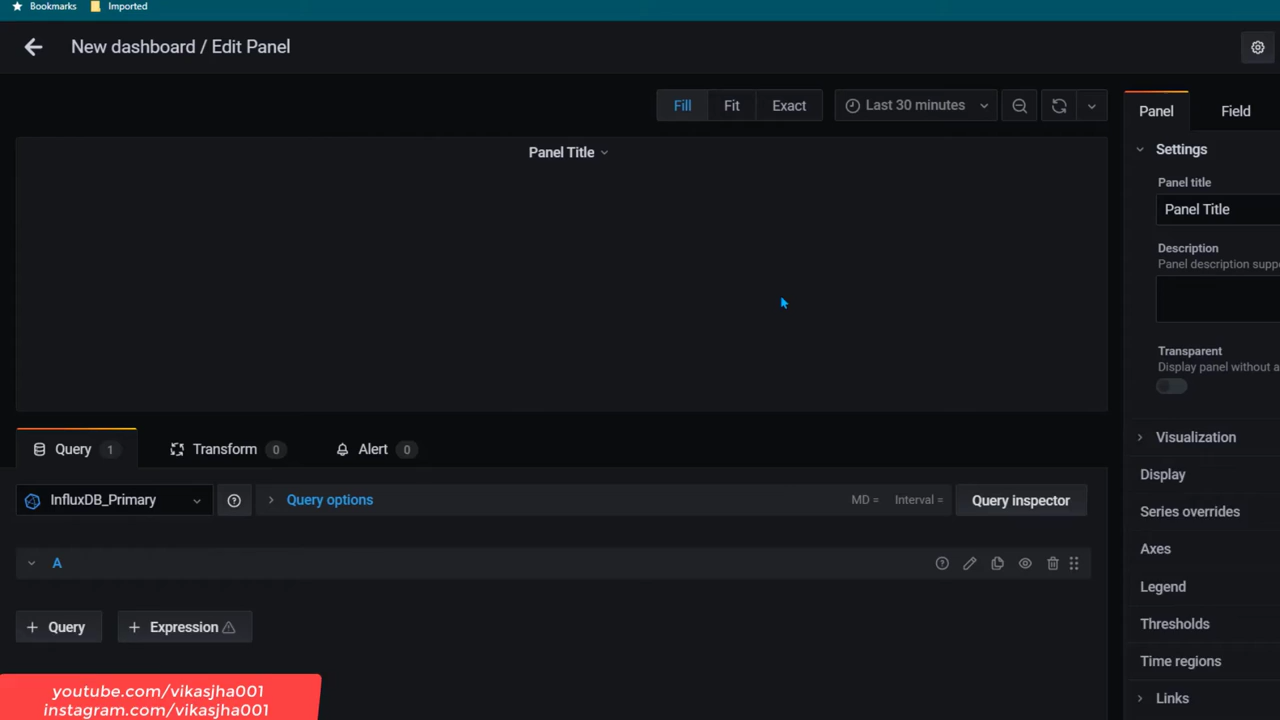 Bookmarks Imported
New dashboard / Edit Panel
Fill Fit Exact Last 30 minutes
Panel Field
Panel Title
Settings
Panel title
Panel Title
Description
Panel description suppo
Transparent
Display panel without a
Query 1 Transform 0 Alert 0
Visualization
Display
InfluxDB_Primary Query options MD = Interval = Query inspector
Series overrides
Axes
A
Legend
+ Query + Expression
Thresholds
Time regions
Links
youtube.com/vikasjha001
instagram.com/vikasjha001